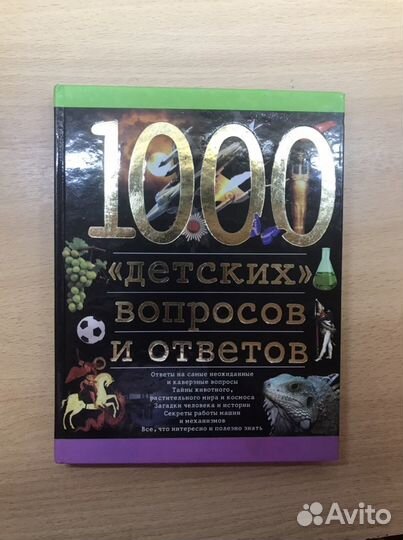 1000
«детских»
вопросов
и ответов
Ответы на самые неожиданные
и каверзные вопросы
Тайны животного,
растительного мира и космоса
Загадки человека и истории
Секреты работы машин
и механизмов
Все, что интересно и полезно знать
Avito